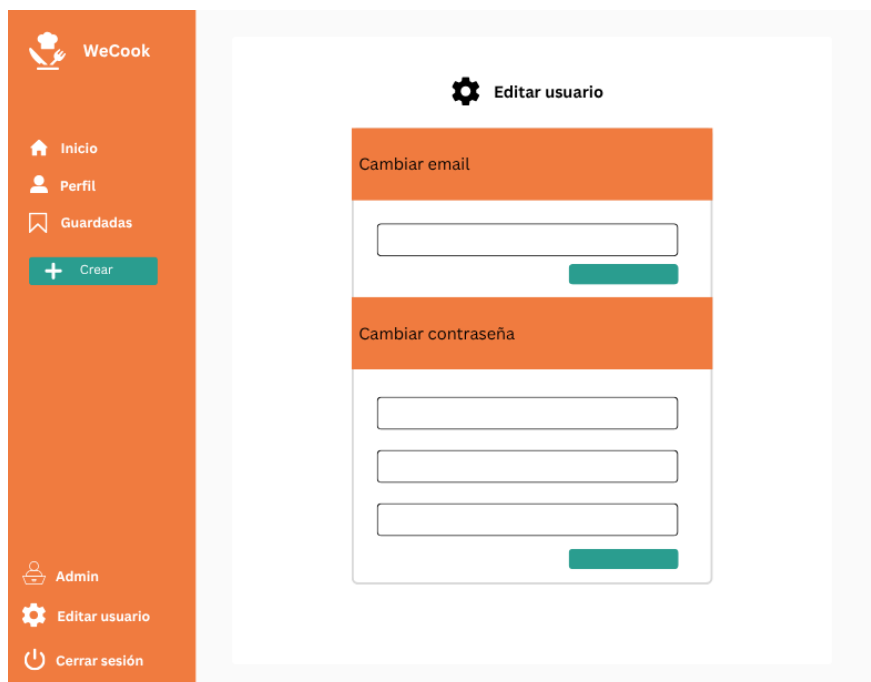 WeCook
Inicio
Perfil
Guardadas
Crear
Admin
Editar usuario
Cerrar sesión
Editar usuario
Cambiar email
Cambiar contraseña